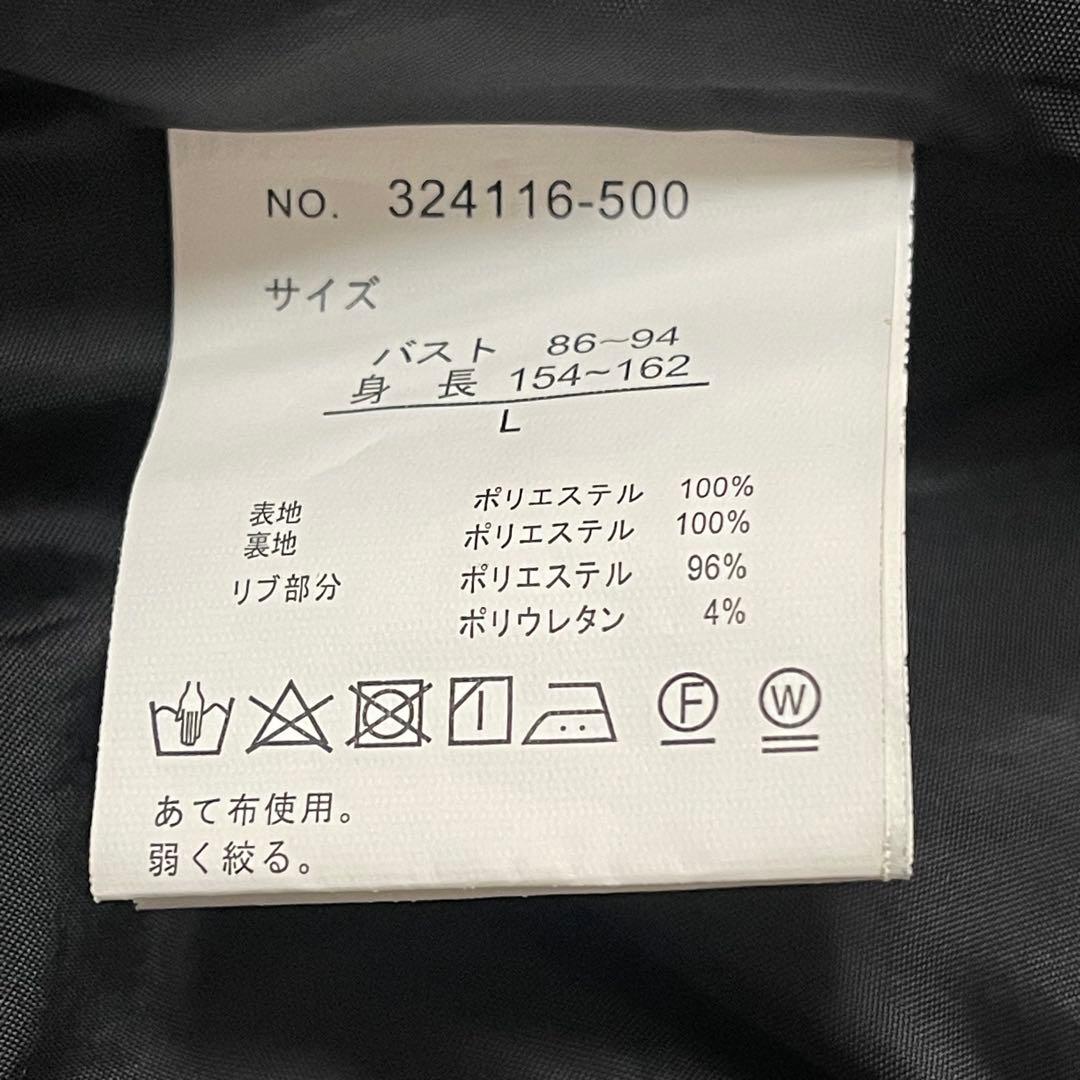 NO. 324116-500
サイズ
バスト 86~94
身 長 154~162
L
表地 ポリエステル 100%
裏地 ポリエステル 100%
リブ部分 ポリエステル 96%
ポリウレタン 4%
F W
あて布使用。
弱く絞る。